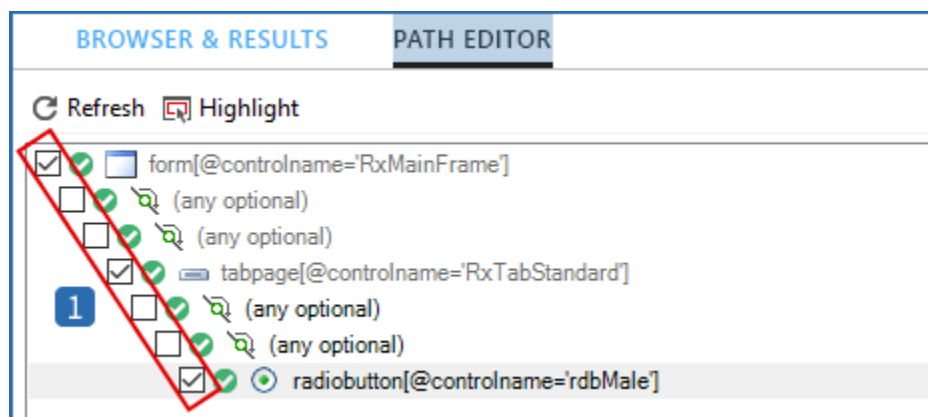 BROWSER & RESULTS PATH EDITOR
Refresh Highlight
form[@controlname='RxMainFrame']
(any optional)
(any optional)
tabpage[@controlname='RxTabStandard']
1 (any optional)
(any optional)
radiobutton[@controlname='rdbMale']